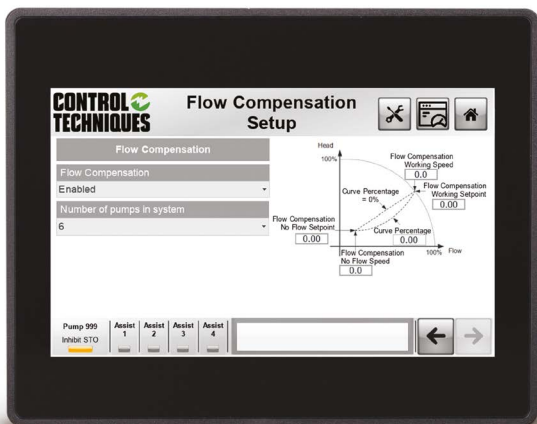 CONTROL
TECHNIQUES
Flow Compensation
Setup
Flow Compensation
Flow Compensation
Enabled
Number of pumps in system
6
Head
100%
Flow Compensation
Working Speed
0.0
Flow Compensation
Working Setpoint
0.00
Curve Percentage
= 0%
Flow Compensation
No Flow Setpoint
0.00
Curve Percentage
0.00
Flow Compensation
No Flow Speed
0.0
100%
Flow
Pump 999
Inhibit STO
Assist
1
Assist
2
Assist
3
Assist
4